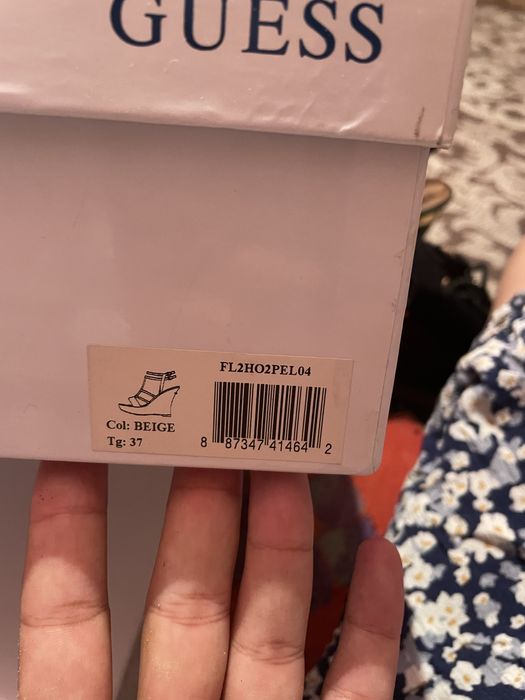 GUESS
FL2HO2PEL04
Col: BEIGE
Tg: 37
8 87347 41464 2